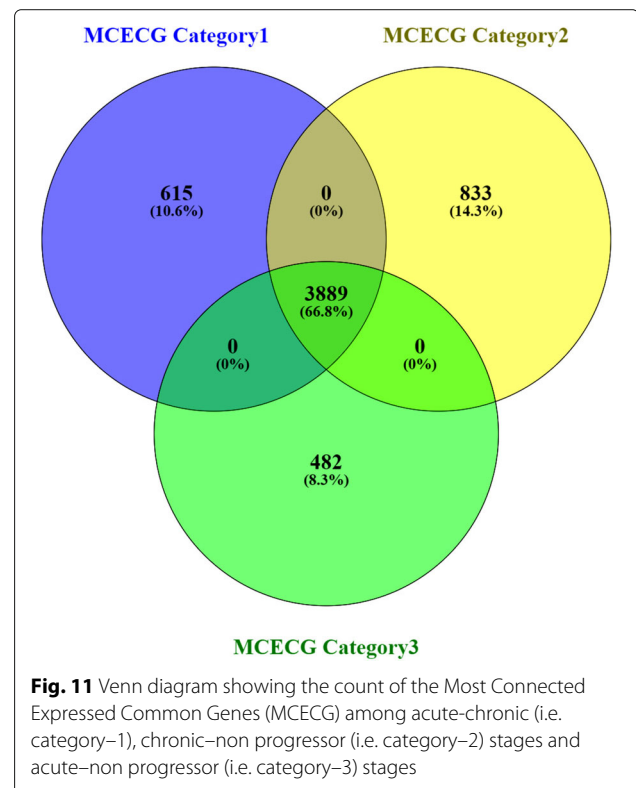 MCECG Category1
MCECG Category2
615
(10.6%)
0
(0%)
833
(14.3%)
3889
(66.8%)
0
(0%)
0
(0%)
482
(8.3%)
MCECG Category3
Fig. 11 Venn diagram showing the count of the Most Connected
Expressed Common Genes (MCECG) among acute-chronic (i.e.
category–1), chronic–non progressor (i.e. category–2) stages and
acute–non progressor (i.e. category–3) stages